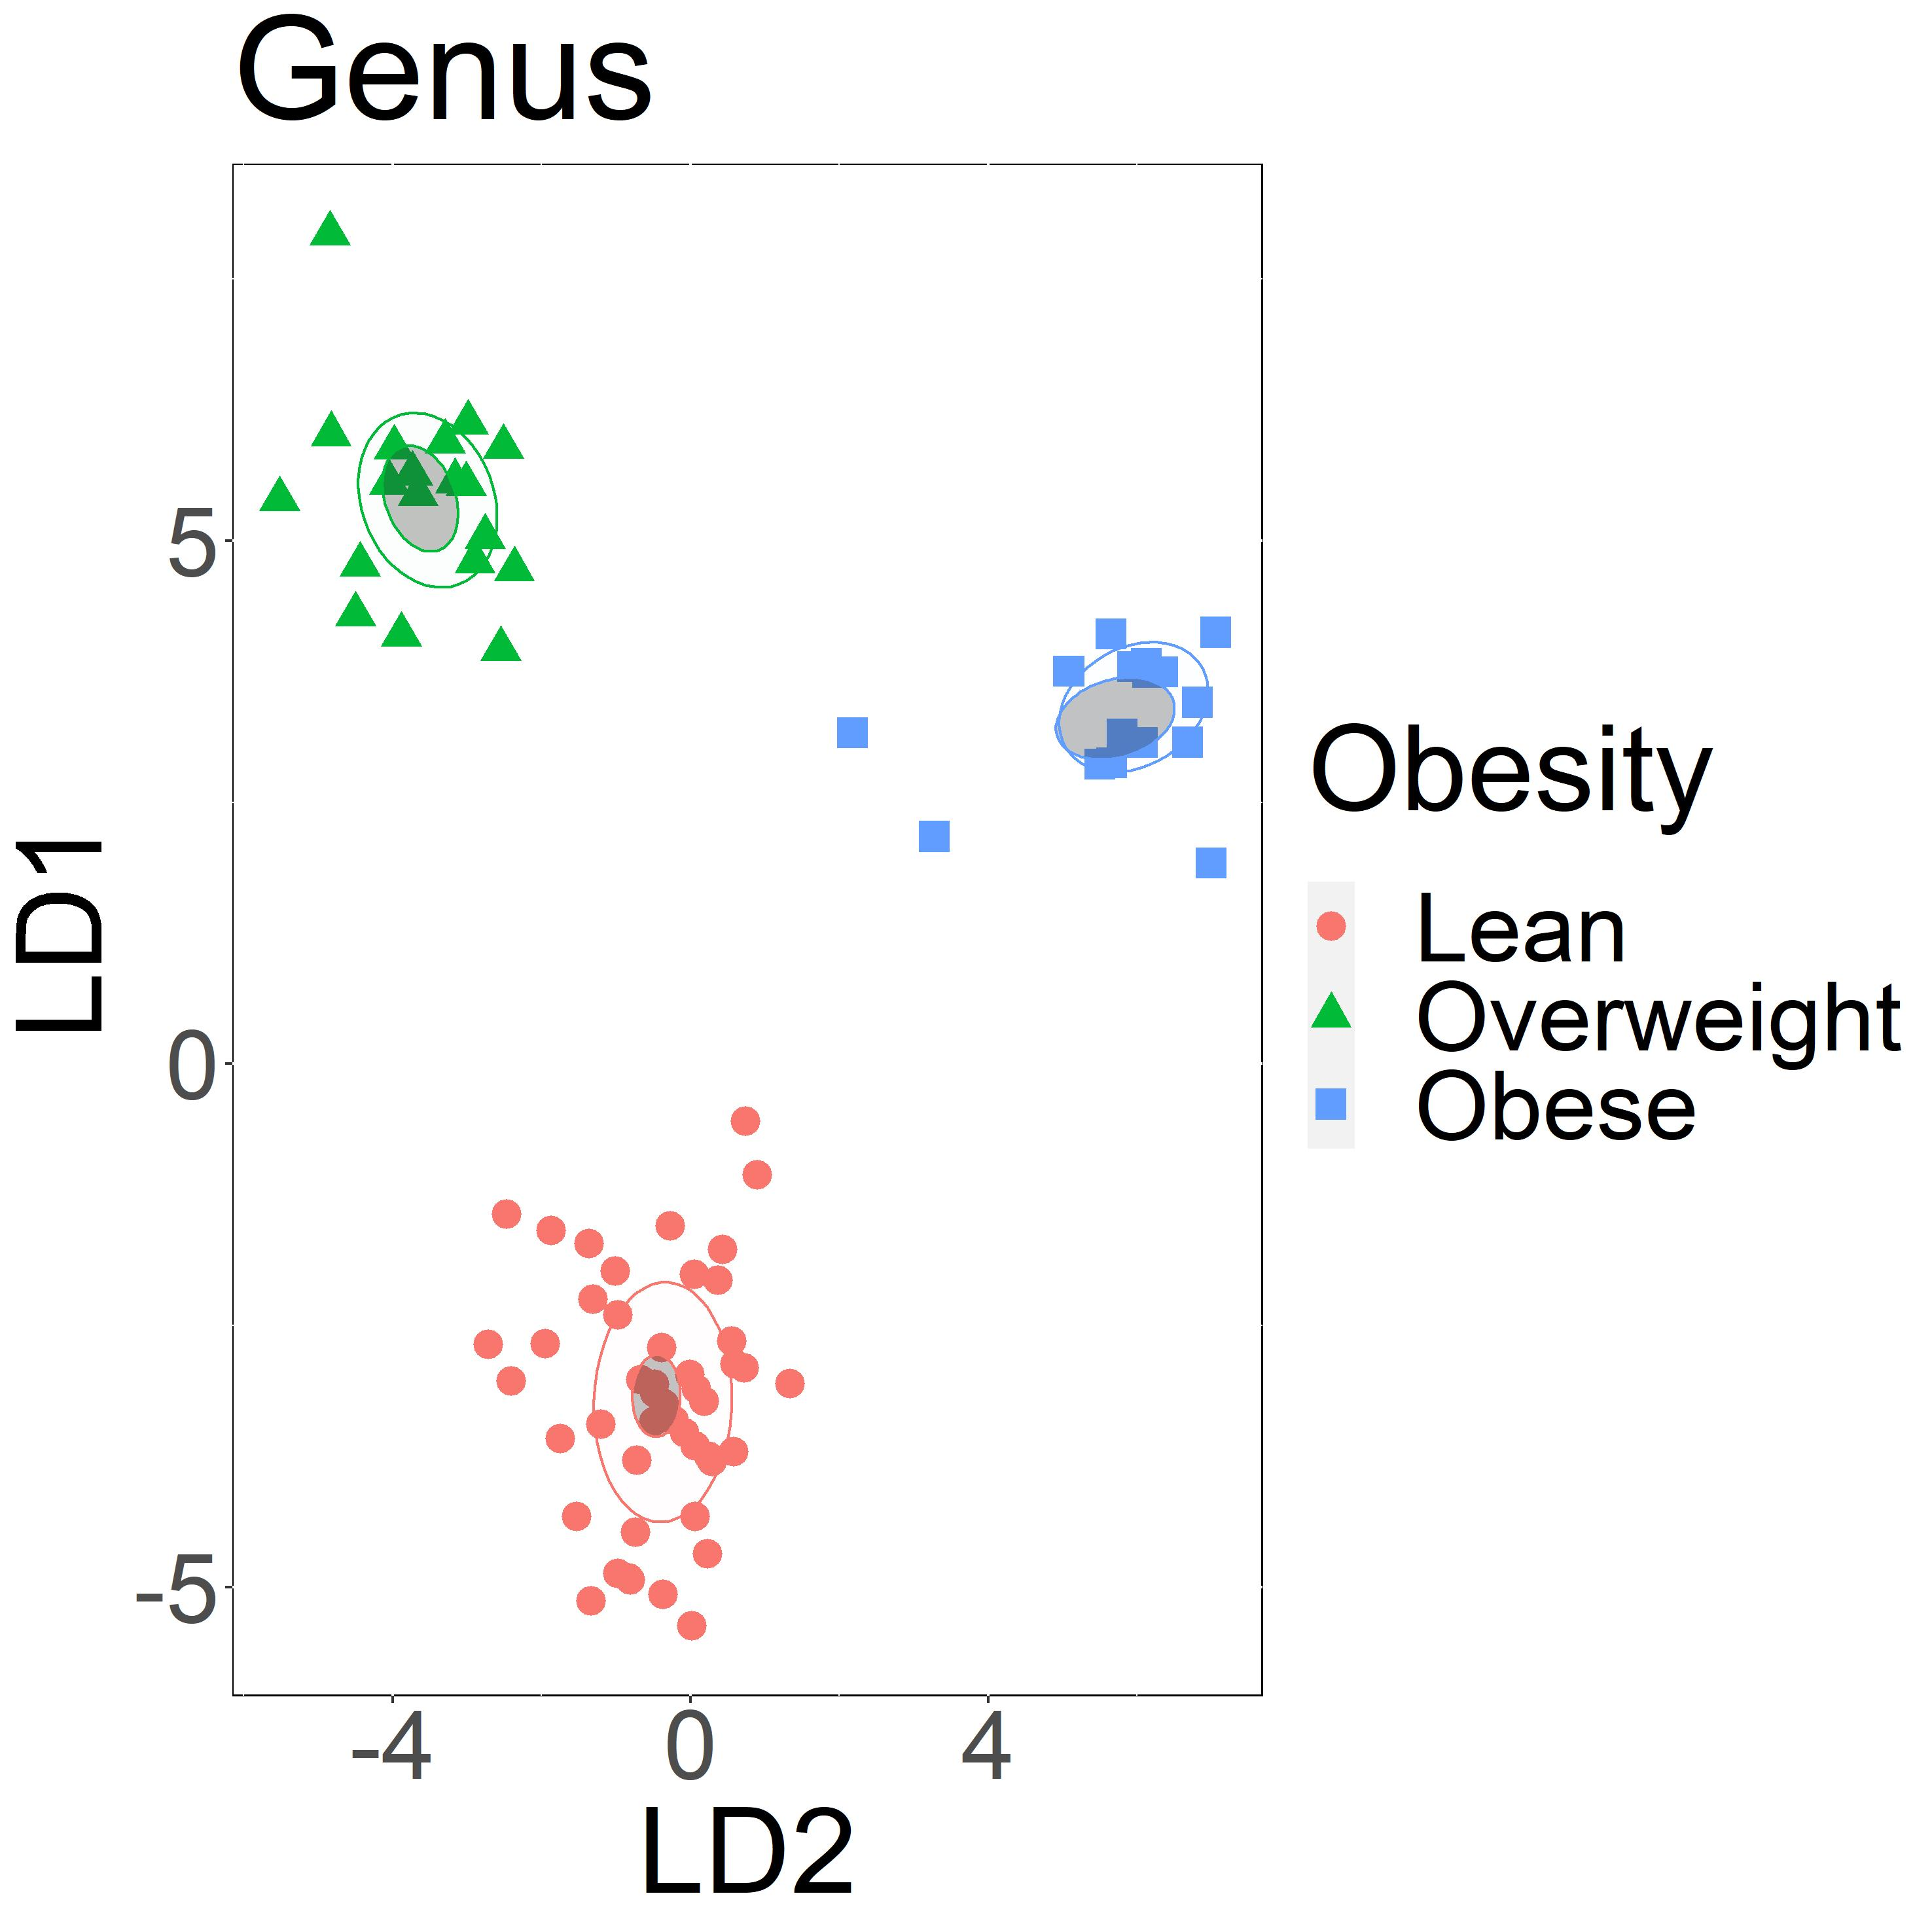 Genus
LD1
5
0
-5
-4 0 4
LD2
Obesity
Lean
Overweight
Obese